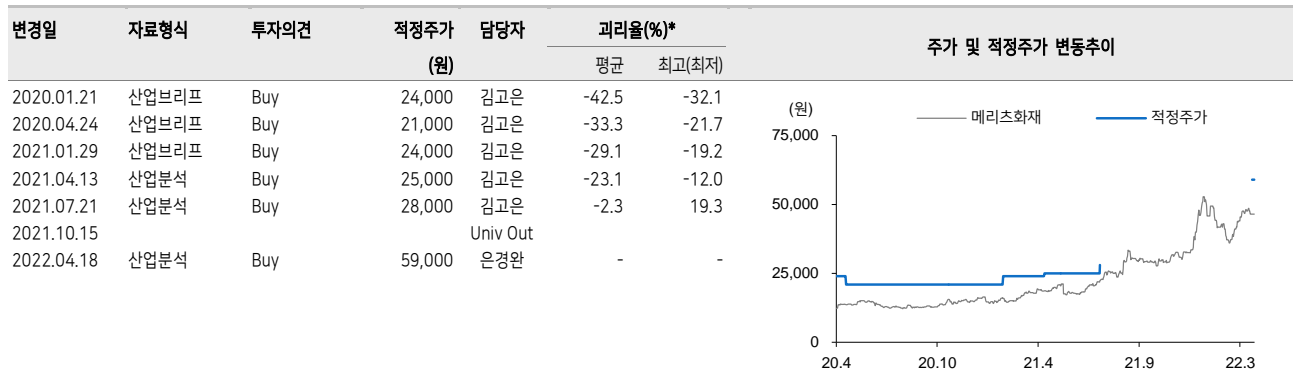 변경일 자료형식 투자의견 적정주가 담당자 괴리율(%)* 주가 및 적정주가 변동추이
(원) 평균 최고(최저)
2020.01.21 산업브리프 Buy 24,000 김고은 -42.5 -32.1
2020.04.24 산업브리프 Buy 21,000 김고은 -33.3 -21.7
2021.01.29 산업브리프 Buy 24,000 김고은 -29.1 -19.2
2021.04.13 산업분석 Buy 25,000 김고은 -23.1 -12.0
2021.07.21 산업분석 Buy 28,000 김고은 -2.3 19.3
2021.10.15 Univ Out
2022.04.18 산업분석 Buy 59,000 은경완 - -
(원) 메리츠화재 적정주가
75,000
50,000
25,000
0
20.4 20.10 21.4 21.9 22.3